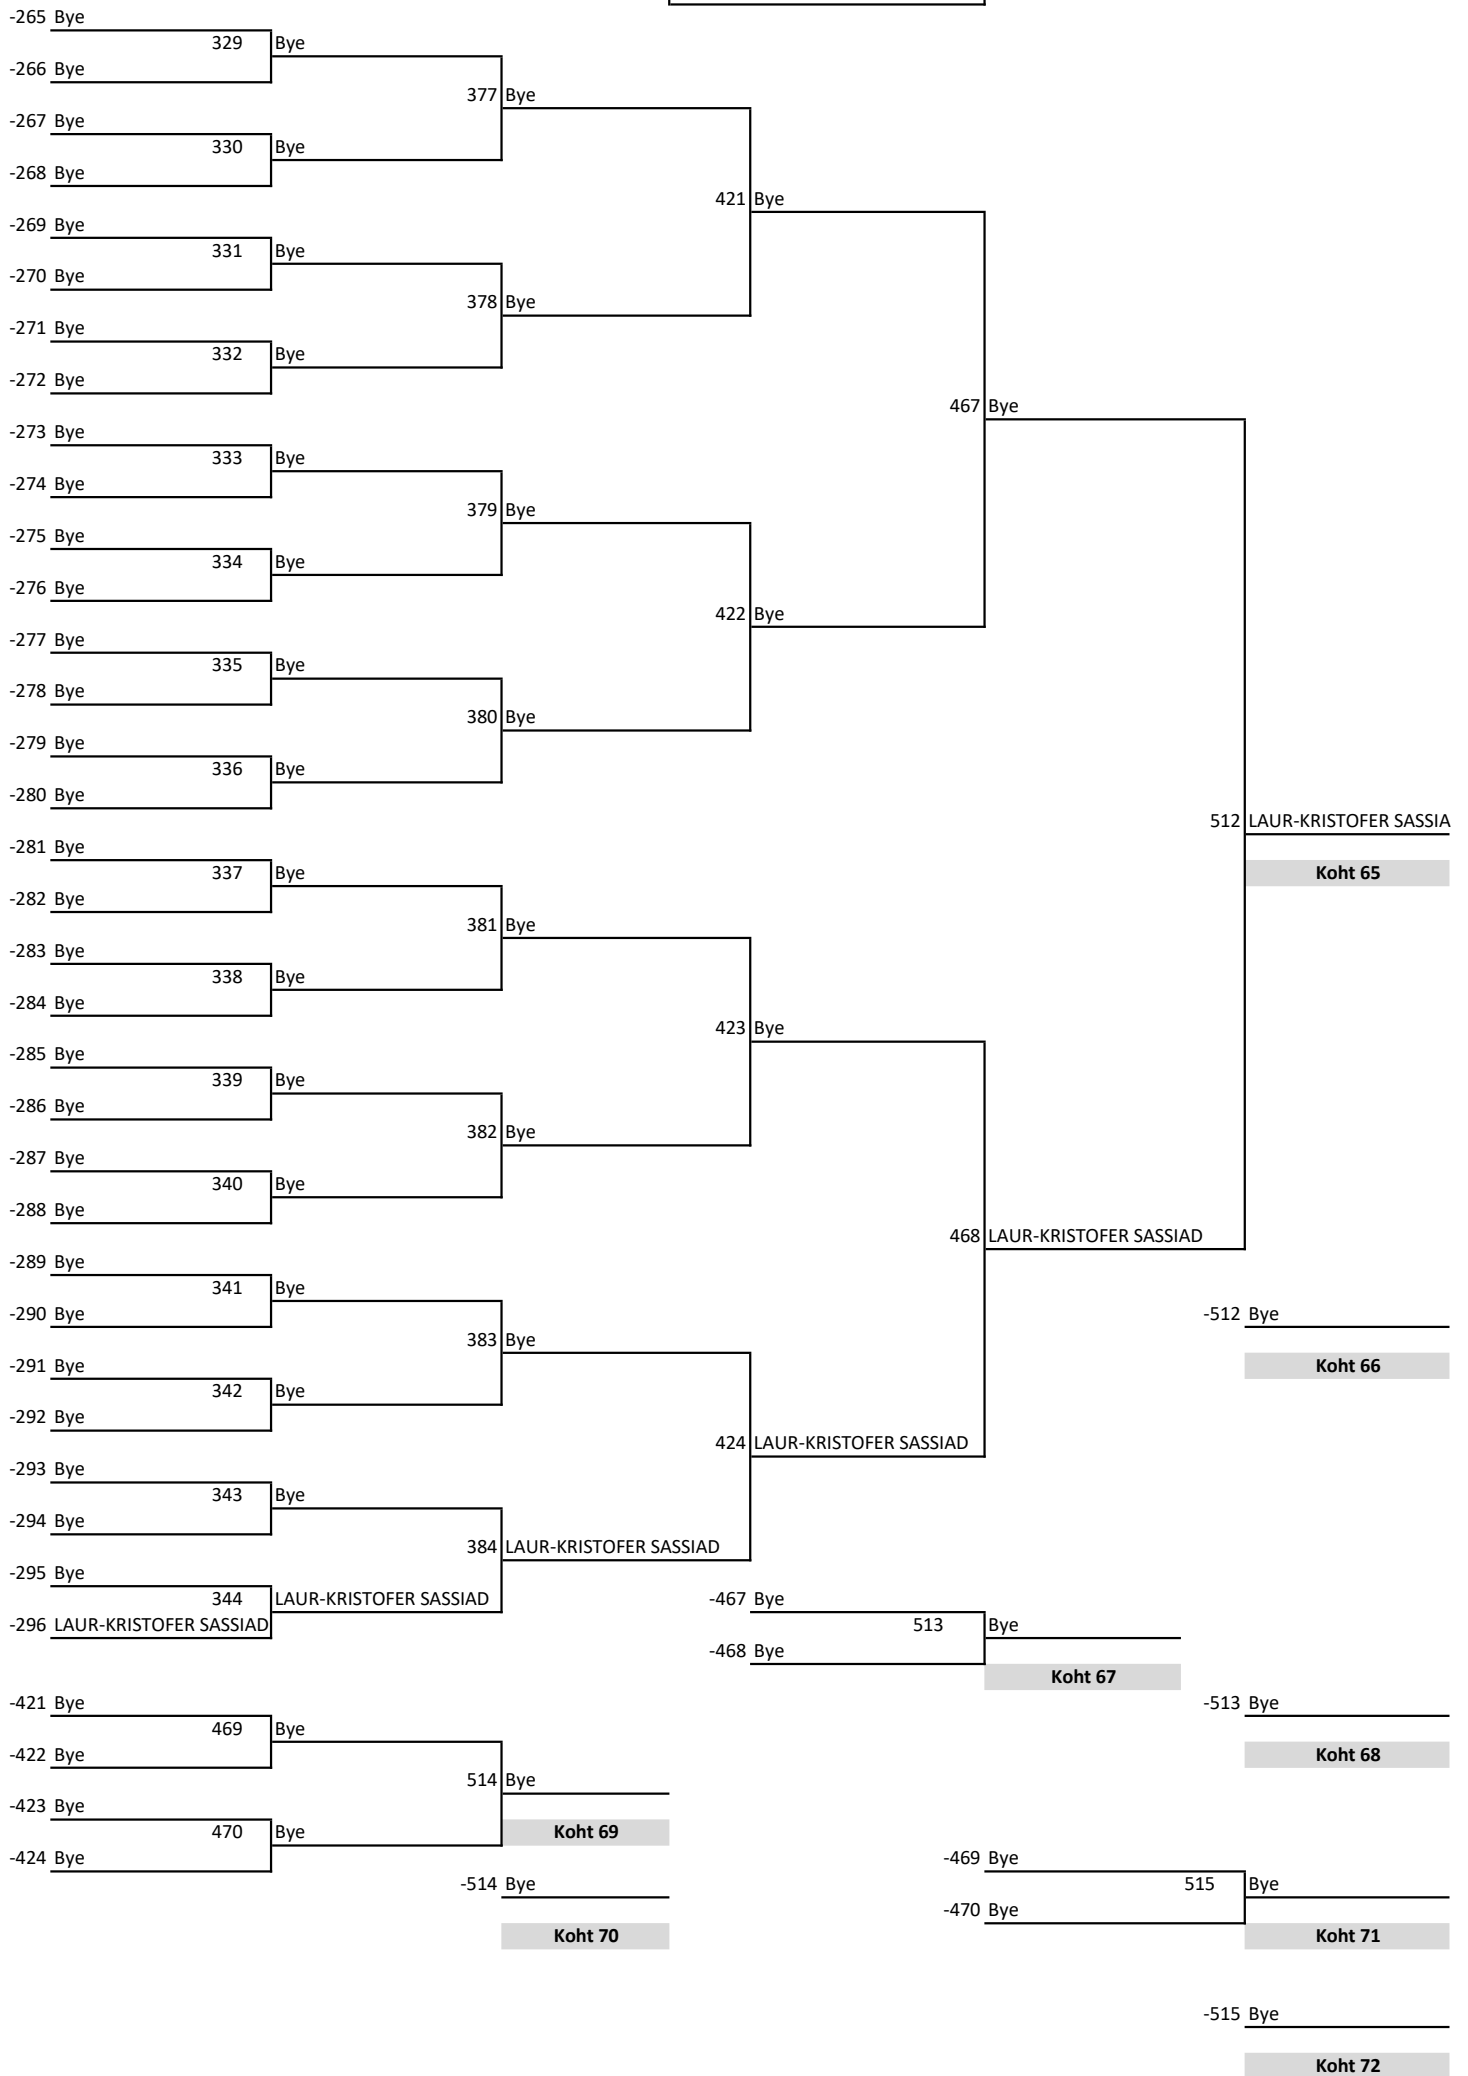 -265 Bye
329 Bye
-266 Bye
377 Bye
-267 Bye
330 Bye
-268 Bye
421 Bye
-269 Bye
331 Bye
-270 Bye
378 Bye
-271 Bye
332 Bye
-272 Bye
467 Bye
-273 Bye
333 Bye
-274 Bye
379 Bye
-275 Bye
334 Bye
-276 Bye
422 Bye
-277 Bye
335 Bye
-278 Bye
380 Bye
-279 Bye
336 Bye
-280 Bye
512 LAUR-KRISTOFER SASSIA
-281 Bye
337 Bye
Koht 65
-282 Bye
381 Bye
-283 Bye
338 Bye
-284 Bye
423 Bye
-285 Bye
339 Bye
-286 Bye
382 Bye
-287 Bye
340 Bye
-288 Bye
468 LAUR-KRISTOFER SASSIAD
-289 Bye
341 Bye
-290 Bye
-512 Bye
383 Bye
-291 Bye
Koht 66
342 Bye
-292 Bye
424 LAUR-KRISTOFER SASSIAD
-293 Bye
343 Bye
-294 Bye
384 LAUR-KRISTOFER SASSIAD
-295 Bye
344 LAUR-KRISTOFER SASSIAD
-467 Bye
-296 LAUR-KRISTOFER SASSIAD
513 Bye
-468 Bye
Koht 67
-421 Bye
-513 Bye
469 Bye
-422 Bye
Koht 68
514 Bye
-423 Bye
470 Bye
Koht 69
-424 Bye
-469 Bye
-514 Bye
515 Bye
-470 Bye
Koht 70
Koht 71
-515 Bye
Koht 72